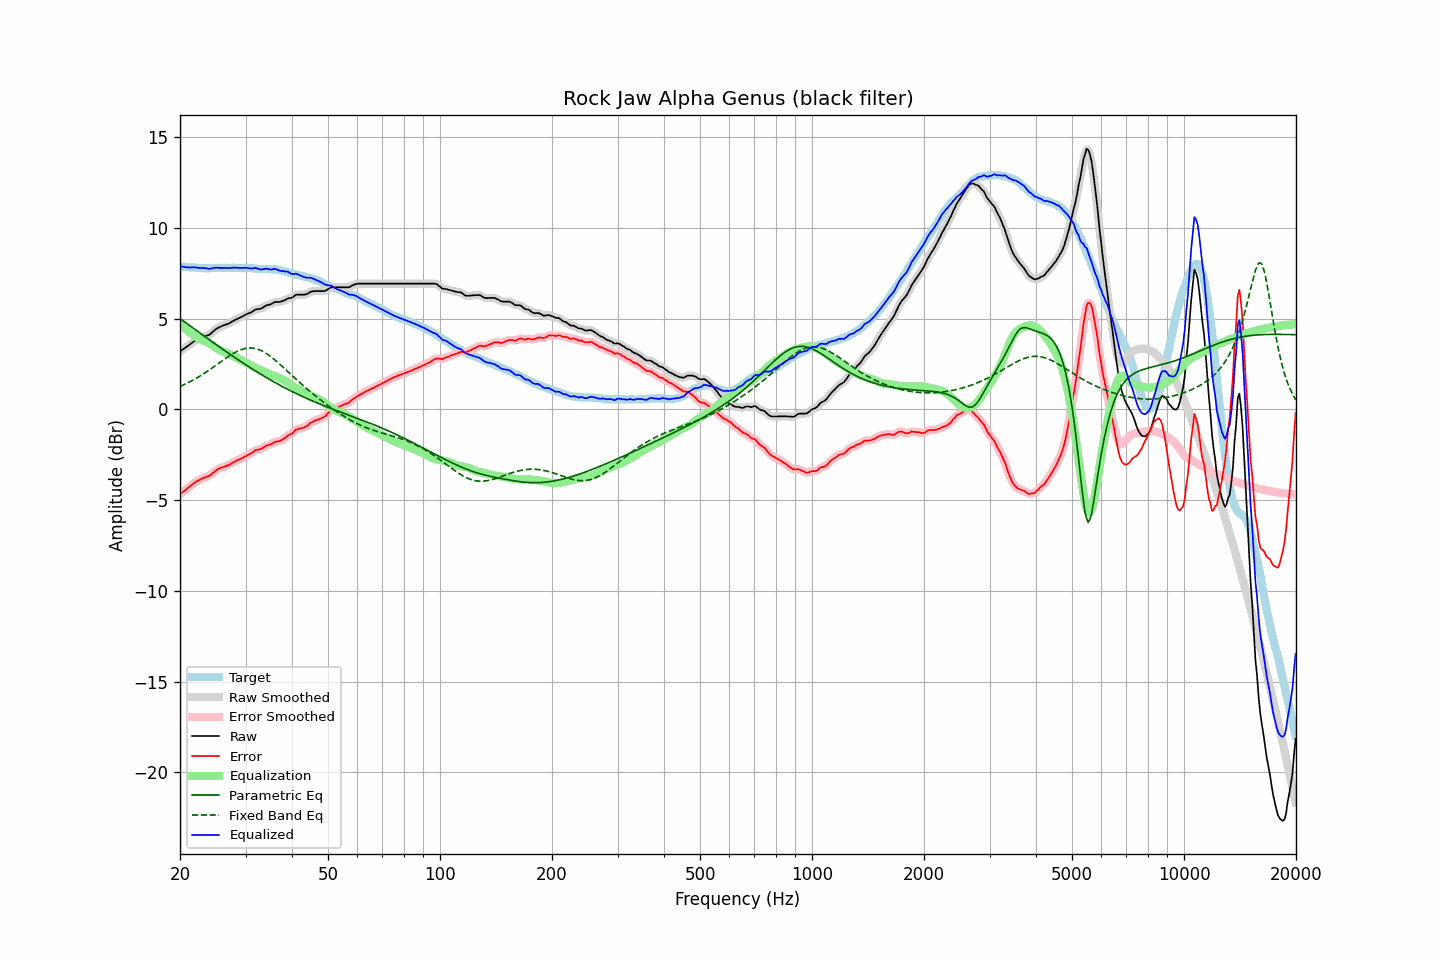 Rock Jaw Alpha Genus (black filter)
15
10
5
0
−5
−10
−15
−20
Amplitude (dBr)
Target
Raw Smoothed
Error Smoothed
Raw
Error
Equalization
Parametric Eq
Fixed Band Eq
Equalized
20
50
100
200
500
1000
2000
5000
10000
20000
Frequency (Hz)